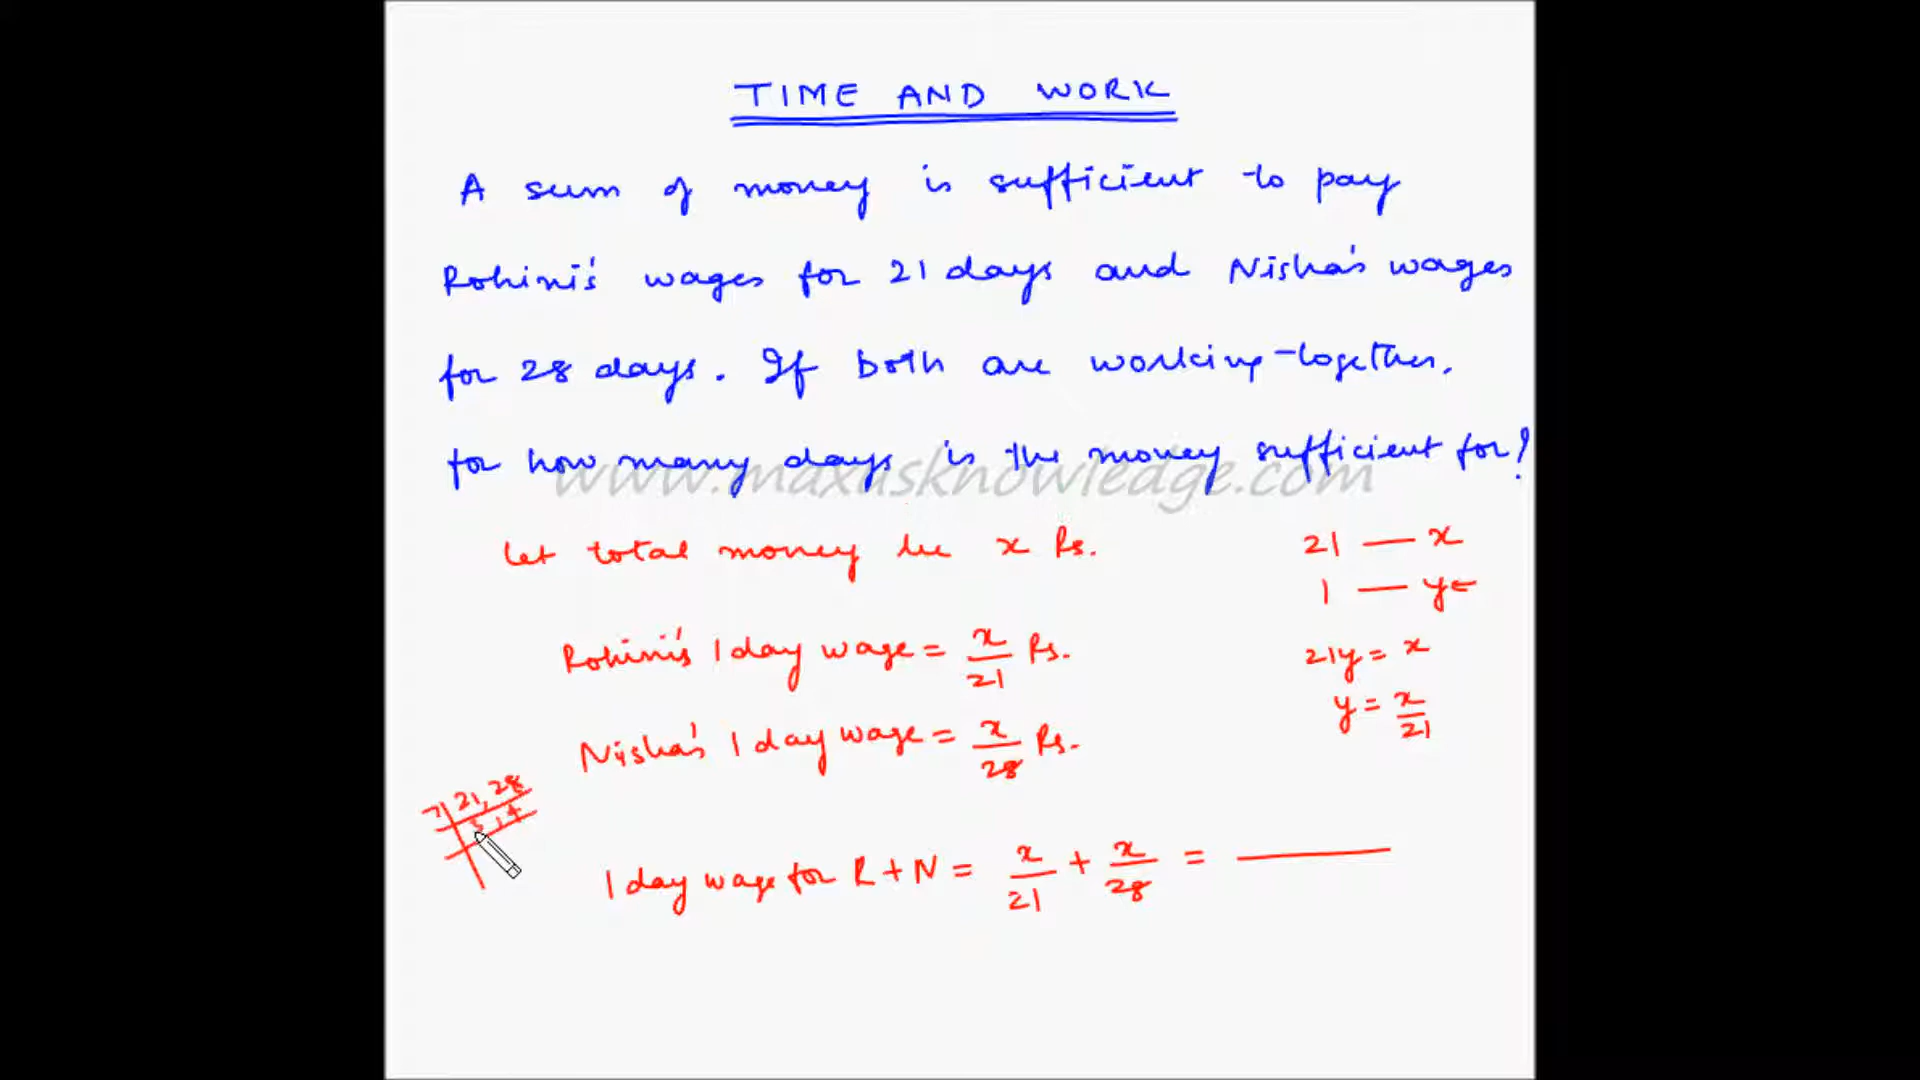 TIME AND WORK
A sum of money is sufficient to pay
Rohini's wages for 21 days and Nisha's wages
for 28 days. If both are working together,
for how many days is the money sufficient for?
www.maxusknowledge.com
Let total money be x Rs.
21 — x
1 — y
Rohini's 1 day wage = x/21 Rs.
21y = x
y = x/21
Nisha's 1 day wage = x/28 Rs.
7 21, 28
3, 4
1 day wage for R + N = x/21 + x/28 =